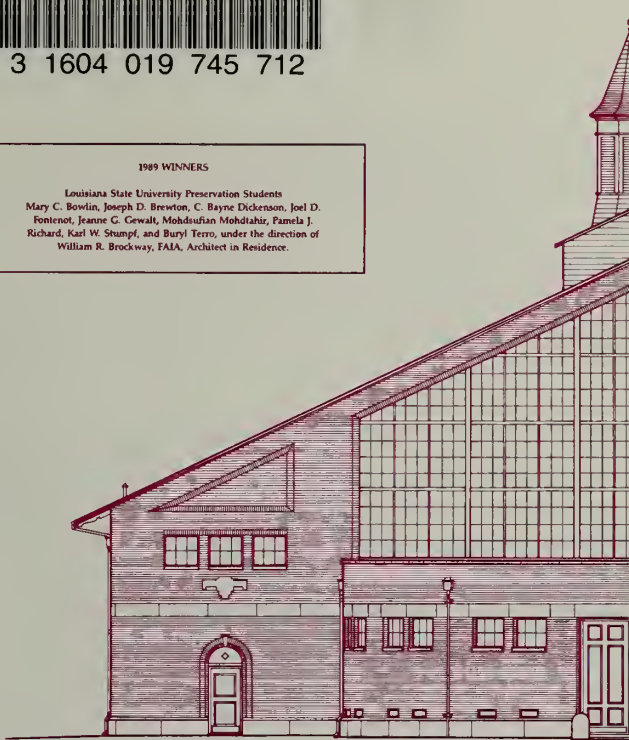 3 1604 019 745 712
1989 WINNERS
Louisiana State University Preservation Students
Mary C. Bowlin, Joseph D. Brewton, C. Bayne Dickenson, Joel D.
Fontenot, Jeanne G. Gewalt, Mohdsufian Mohdtahir, Pamela J.
Richard, Karl W. Stumpf, and Buryl Terro, under the direction of
William R. Brockway, FAIA, Architect in Residence.